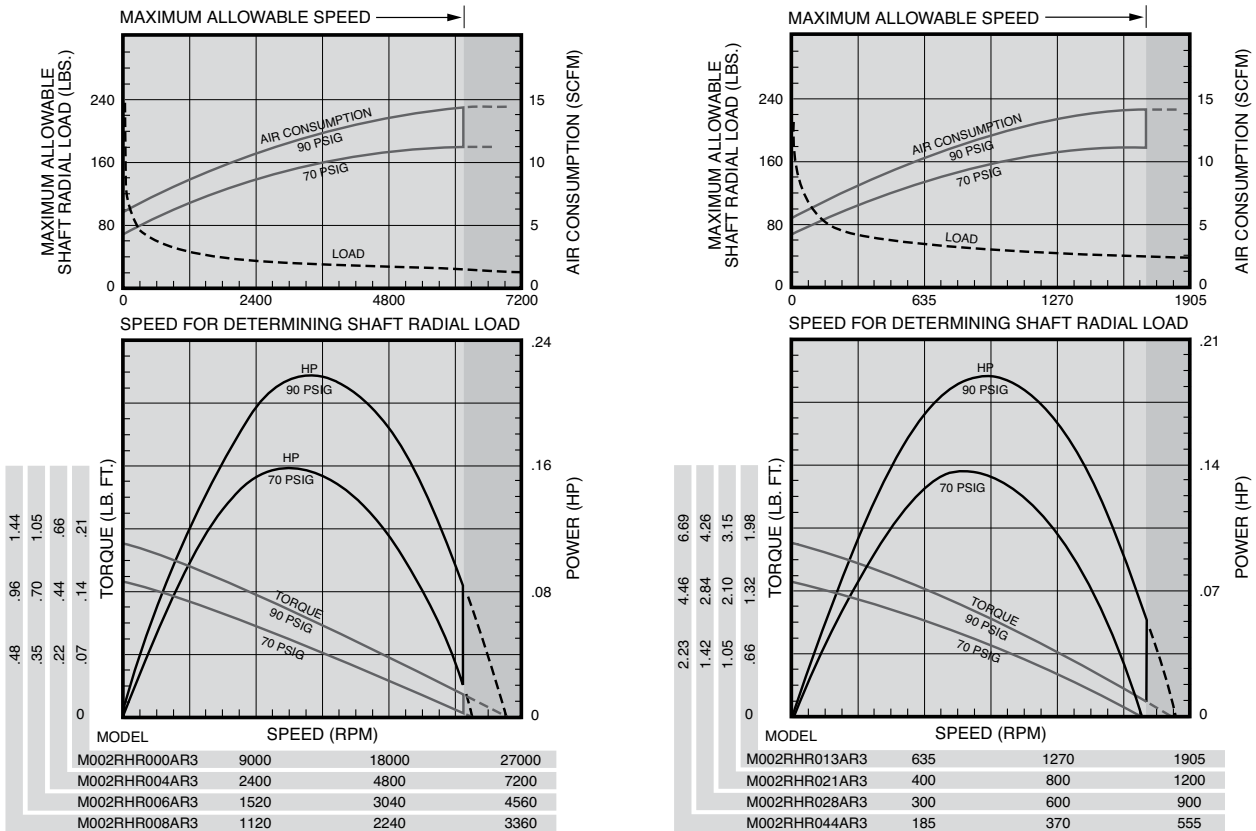 MAXIMUM ALLOWABLE SPEED
MAXIMUM ALLOWABLE
SHAFT RADIAL LOAD (LBS.)
240
160
80
0
AIR CONSUMPTION
90 PSIG
70 PSIG
LOAD
15
10
5
0
AIR CONSUMPTION (SCFM)
0 2400 4800 7200
SPEED FOR DETERMINING SHAFT RADIAL LOAD
HP
90 PSIG
HP
70 PSIG
TORQUE
90 PSIG
70 PSIG
.24
.16
.08
0
POWER (HP)
1.44 1.05 .66 .21
.96 .70 .44 .14
.48 .35 .22 .07
0
TORQUE (LB. FT.)
MODEL SPEED (RPM)
M002RHR000AR3 9000 18000 27000
M002RHR004AR3 2400 4800 7200
M002RHR006AR3 1520 3040 4560
M002RHR008AR3 1120 2240 3360
MAXIMUM ALLOWABLE SPEED
MAXIMUM ALLOWABLE
SHAFT RADIAL LOAD (LBS.)
240
160
80
0
AIR CONSUMPTION
90 PSIG
70 PSIG
LOAD
15
10
5
0
AIR CONSUMPTION (SCFM)
0 635 1270 1905
SPEED FOR DETERMINING SHAFT RADIAL LOAD
HP
90 PSIG
70 PSIG
TORQUE
90 PSIG
70 PSIG
.21
.14
.07
0
POWER (HP)
6.69 4.26 3.15 1.98
4.46 2.84 2.10 1.32
2.23 1.42 1.05 .66
0
TORQUE (LB. FT.)
MODEL SPEED (RPM)
M002RHR013AR3 635 1270 1905
M002RHR021AR3 400 800 1200
M002RHR028AR3 300 600 900
M002RHR044AR3 185 370 555